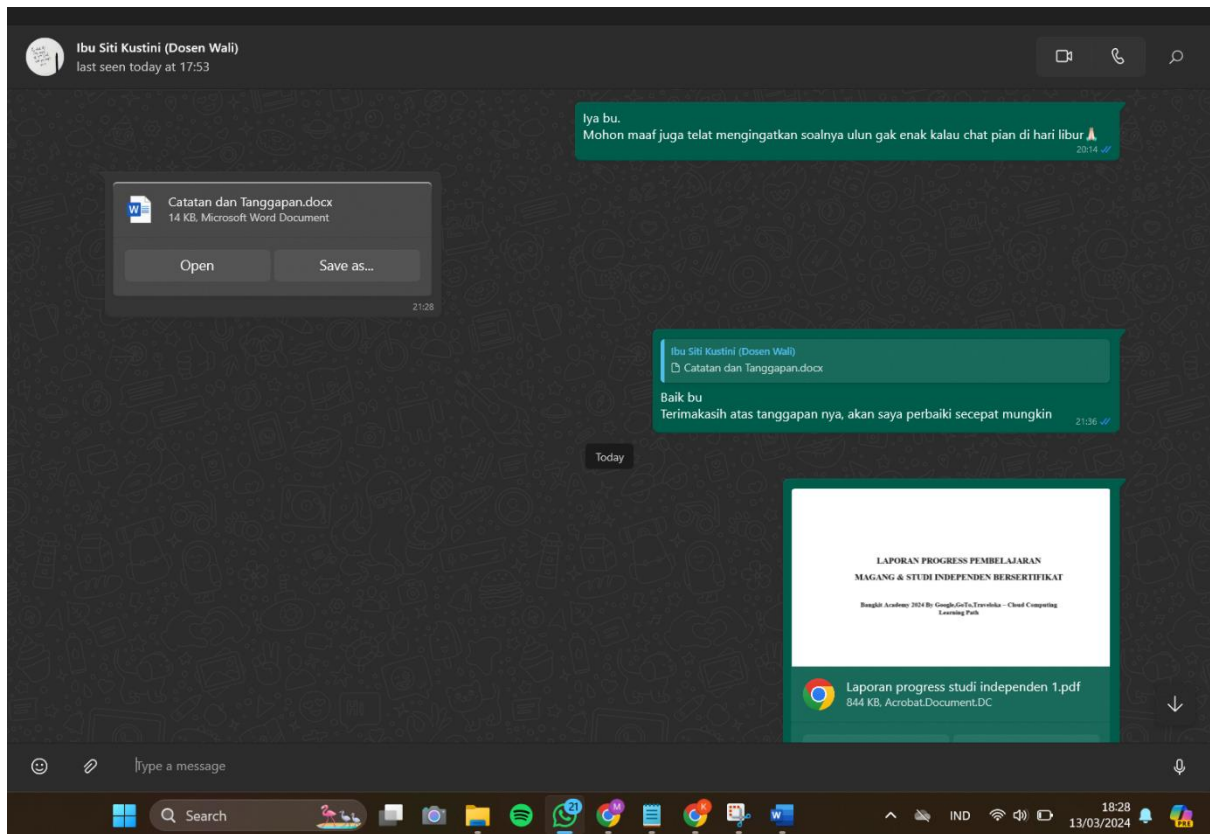 Ibu Siti Kustini (Dosen Wali)
last seen today at 17:53
Iya bu.
Mohon maaf juga telat mengingatkan soalnya ulun gak enak kalau chat pian di hari libur🙏🏻
20:14
Catatan dan Tanggapan.docx
14 KB, Microsoft Word Document
Open Save as...
21:28
Ibu Siti Kustini (Dosen Wali)
Catatan dan Tanggapan.docx
Baik bu
Terimakasih atas tanggapan nya, akan saya perbaiki secepat mungkin
21:36
Today
LAPORAN PROGRESS PEMBELAJARAN
MAGANG & STUDI INDEPENDEN BERSERTIFIKAT
Bangkit Academy 2024 By Google,GoTo,Traveloka – Cloud Computing
Learning Path
Laporan progress studi independen 1.pdf
844 KB, Acrobat.Document.DC
Type a message
Search
21
IND
18:28
13/03/2024
PRE